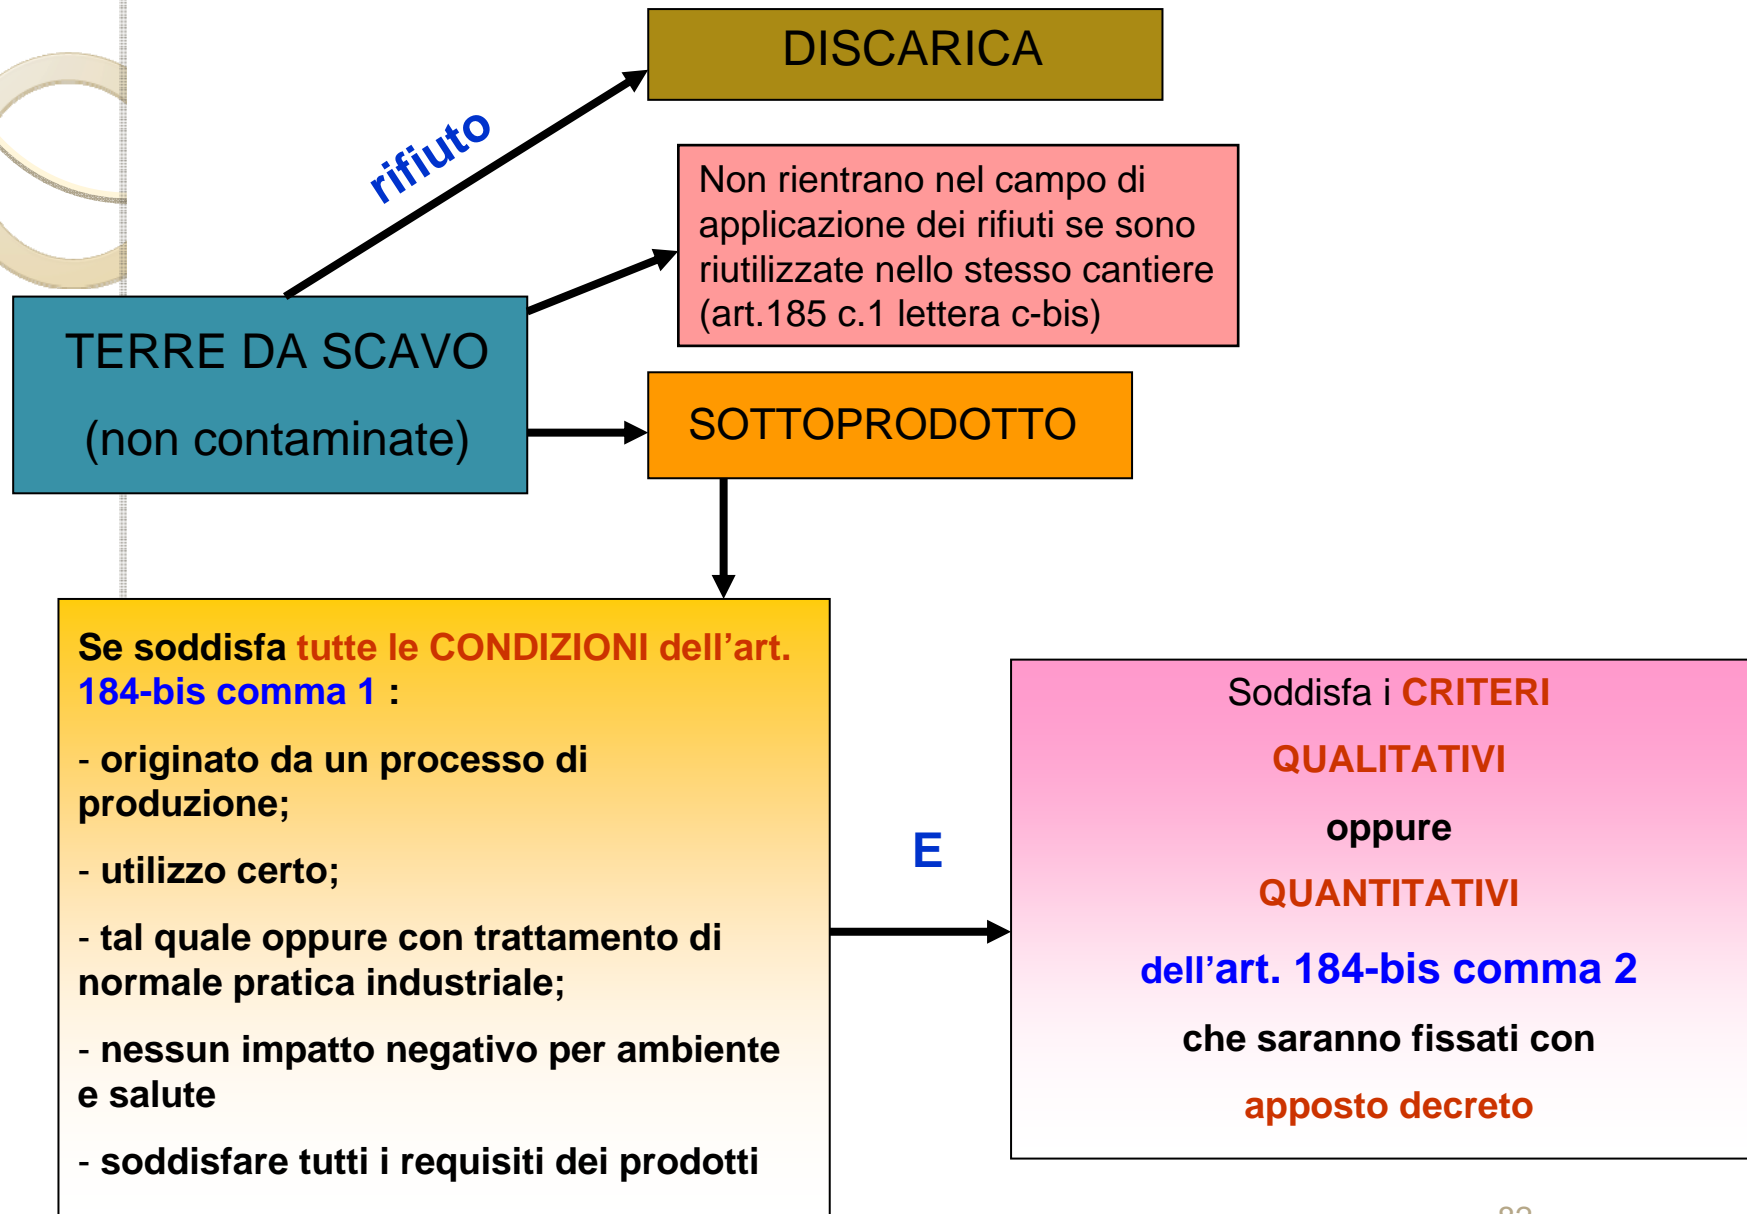 DISCARICA
rifiuto
Non rientrano nel campo di
applicazione dei rifiuti se sono
riutilizzate nello stesso cantiere
(art.185 c.1 lettera c-bis)
TERRE DA SCAVO
(non contaminate)
SOTTOPRODOTTO
Se soddisfa tutte le CONDIZIONI dell’art.
184-bis comma 1 :
- originato da un processo di
produzione;
- utilizzo certo;
- tal quale oppure con trattamento di
normale pratica industriale;
- nessun impatto negativo per ambiente
e salute
- soddisfare tutti i requisiti dei prodotti
E
Soddisfa i CRITERI
QUALITATIVI
oppure
QUANTITATIVI
dell’art. 184-bis comma 2
che saranno fissati con
apposto decreto